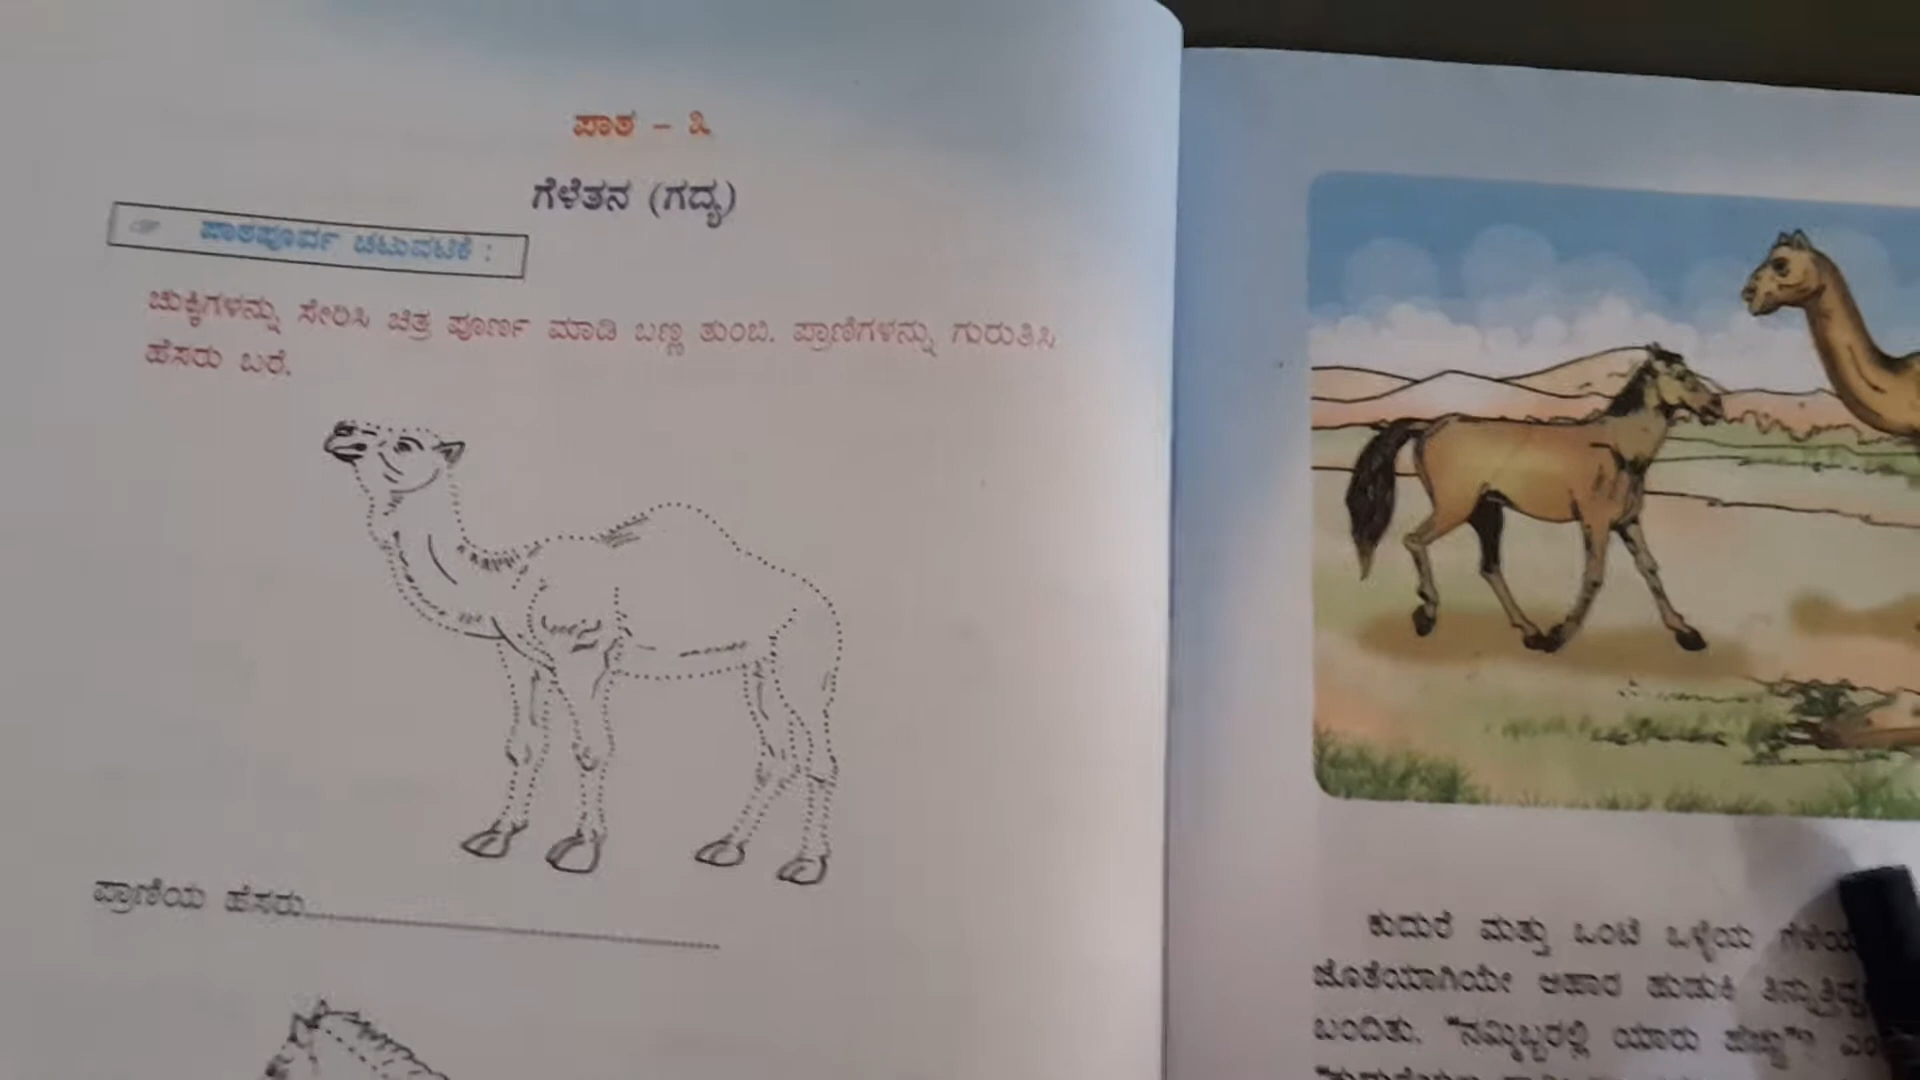 ಪಾಠ - ೩
ಗೆಳೆತನ (ಗದ್ಯ)
ಪಾಠಪೂರ್ವ ಚಟುವಟಿಕೆ :
ಚುಕ್ಕಿಗಳನ್ನು ಸೇರಿಸಿ ಚಿತ್ರ ಪೂರ್ಣ ಮಾಡಿ ಬಣ್ಣ ತುಂಬಿ. ಪ್ರಾಣಿಗಳನ್ನು ಗುರುತಿಸಿ
ಹೆಸರು ಬರೆ.
ಪ್ರಾಣಿಯ ಹೆಸರು
ಕುದುರೆ ಮತ್ತು ಒಂಟೆ ಒಳ್ಳೆಯ
ಜೊತೆಯಾಗಿಯೇ ಆಹಾರ ಹುಡುಕಿ ತಿನ್ನುತ್ತಿದ್ದ
ಬಂದಿತು. "ನಮ್ಮಿಬ್ಬರಲ್ಲಿ ಯಾರು ಹೆಚ್ಚು"?